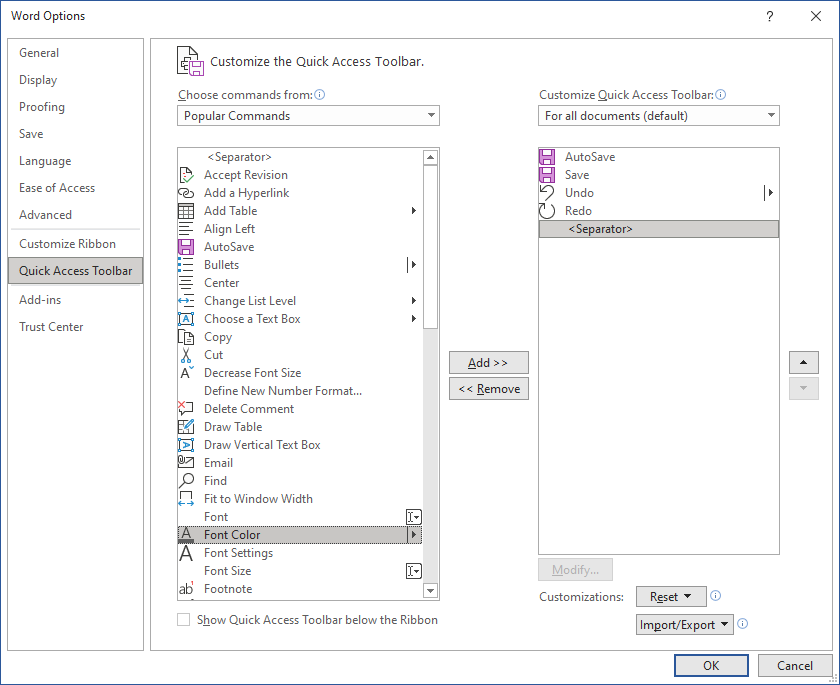 Word Options
General
Display
Proofing
Save
Language
Ease of Access
Advanced
Customize Ribbon
Quick Access Toolbar
Add-ins
Trust Center
Customize the Quick Access Toolbar.
Choose commands from:
Popular Commands
<Separator>
Accept Revision
Add a Hyperlink
Add Table
Align Left
AutoSave
Bullets
Center
Change List Level
Choose a Text Box
Copy
Cut
Decrease Font Size
Define New Number Format...
Delete Comment
Draw Table
Draw Vertical Text Box
Email
Find
Fit to Window Width
Font
Font Color
Font Settings
Font Size
Footnote
Show Quick Access Toolbar below the Ribbon
Add >>
<< Remove
Customize Quick Access Toolbar:
For all documents (default)
AutoSave
Save
Undo
Redo
<Separator>
Modify...
Customizations:
Reset
Import/Export
OK
Cancel